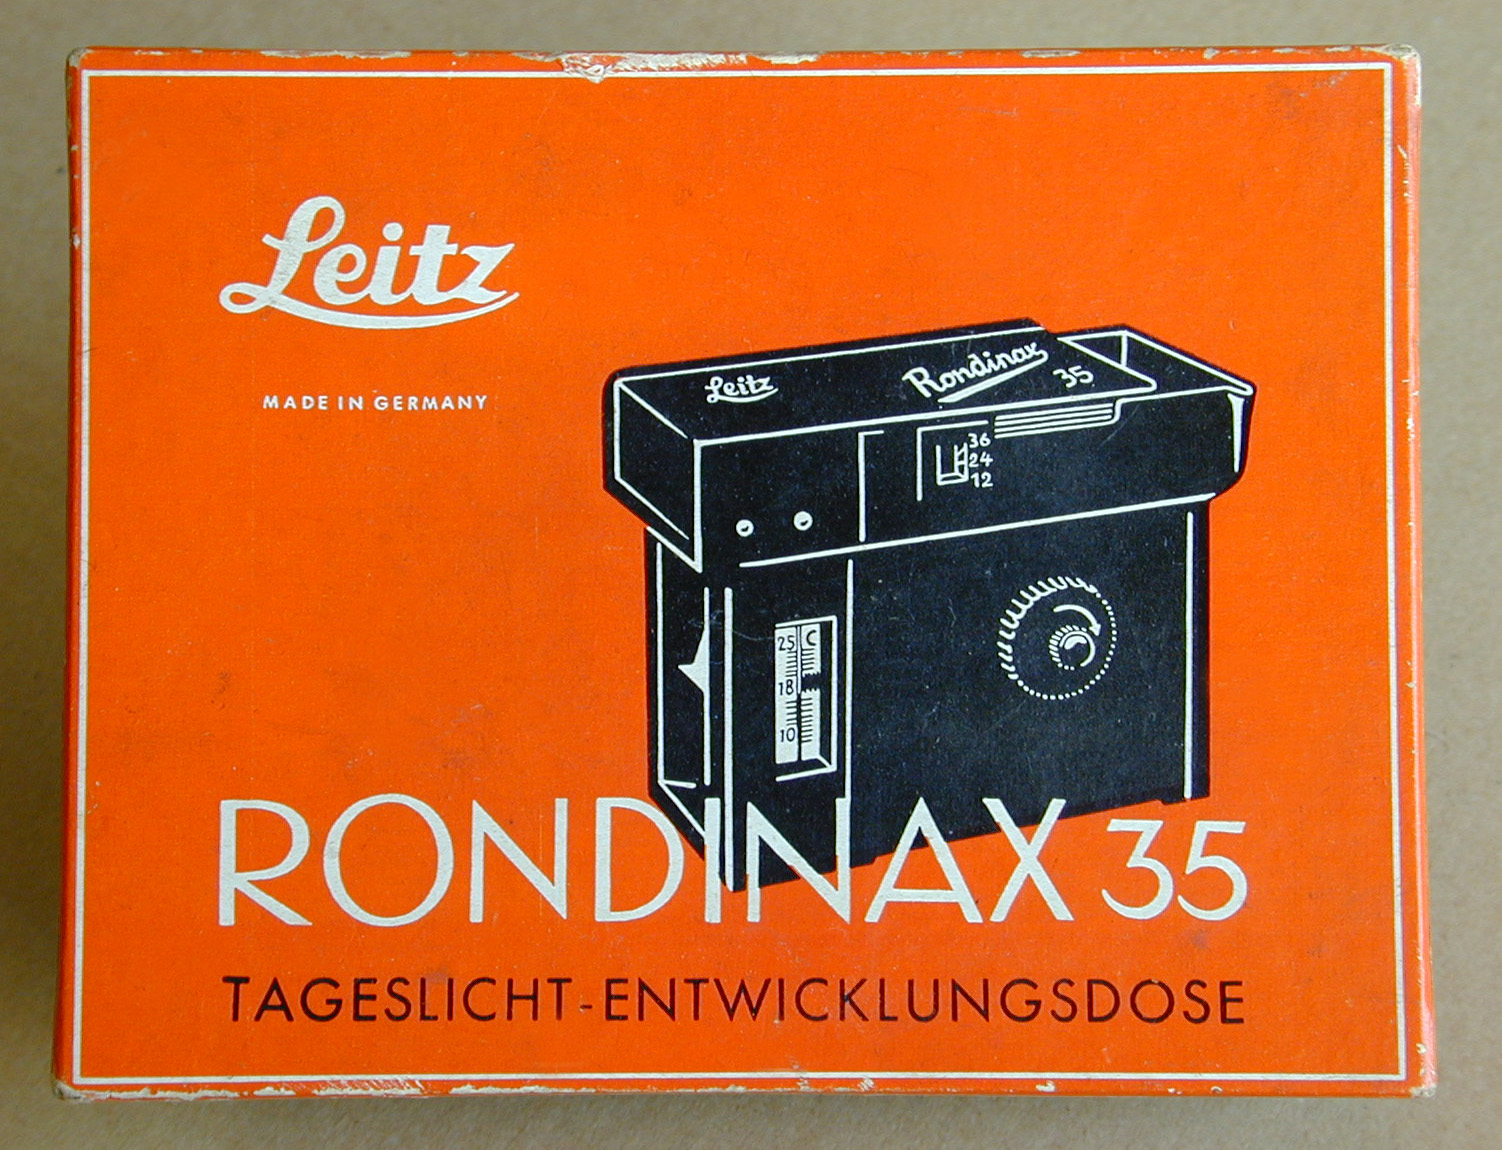 Leitz
MADE IN GERMANY
Leitz Rondinax 35
36
24
12
25 C
18
10
RONDINAX 35
TAGESLICHT-ENTWICKLUNGSDOSE